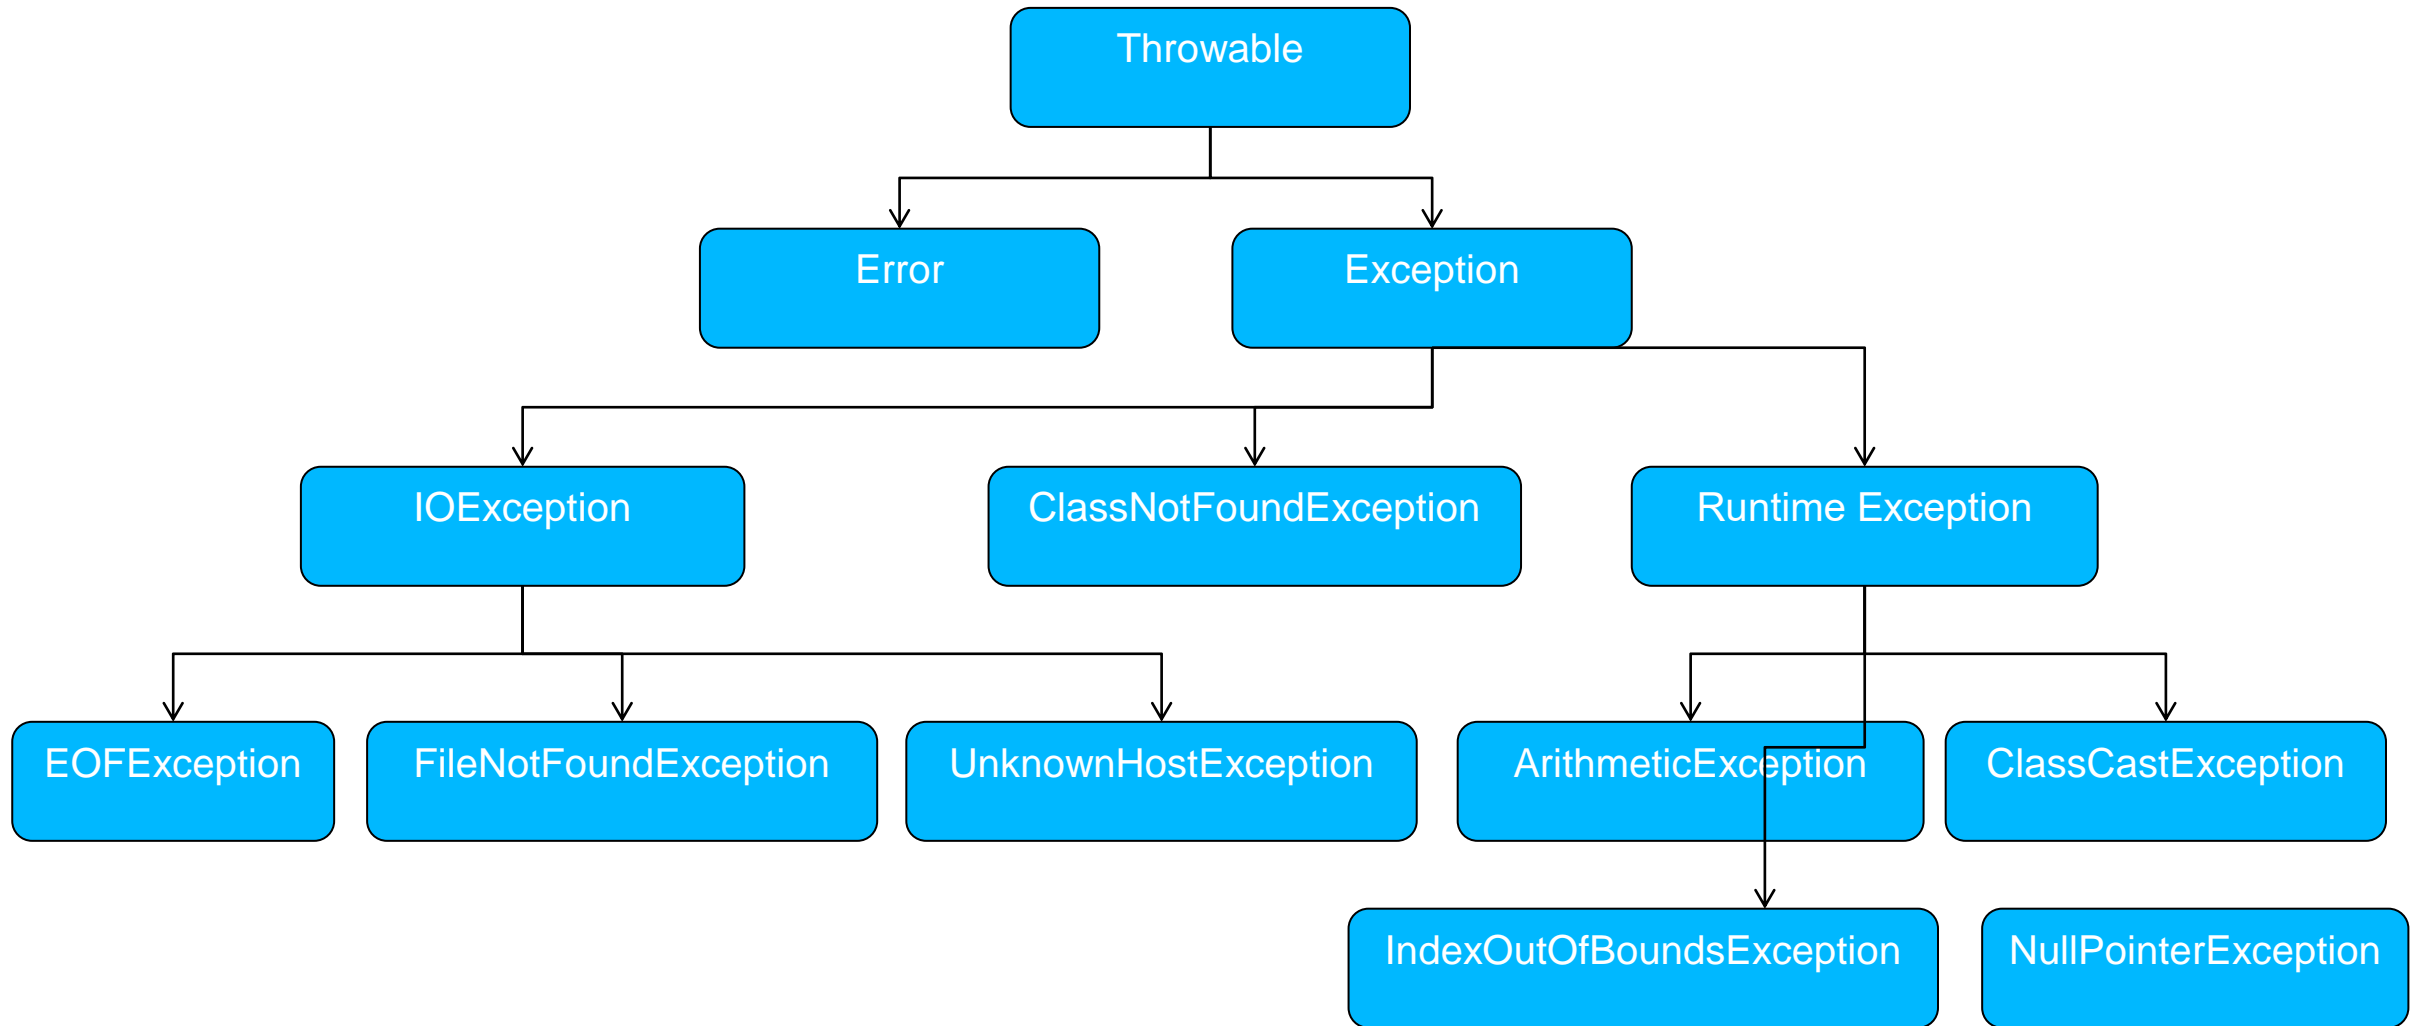 Throwable
Error
Exception
IOException
ClassNotFoundException
Runtime Exception
EOFException
FileNotFoundException
UnknownHostException
ArithmeticException
ClassCastException
IndexOutOfBoundsException
NullPointerException